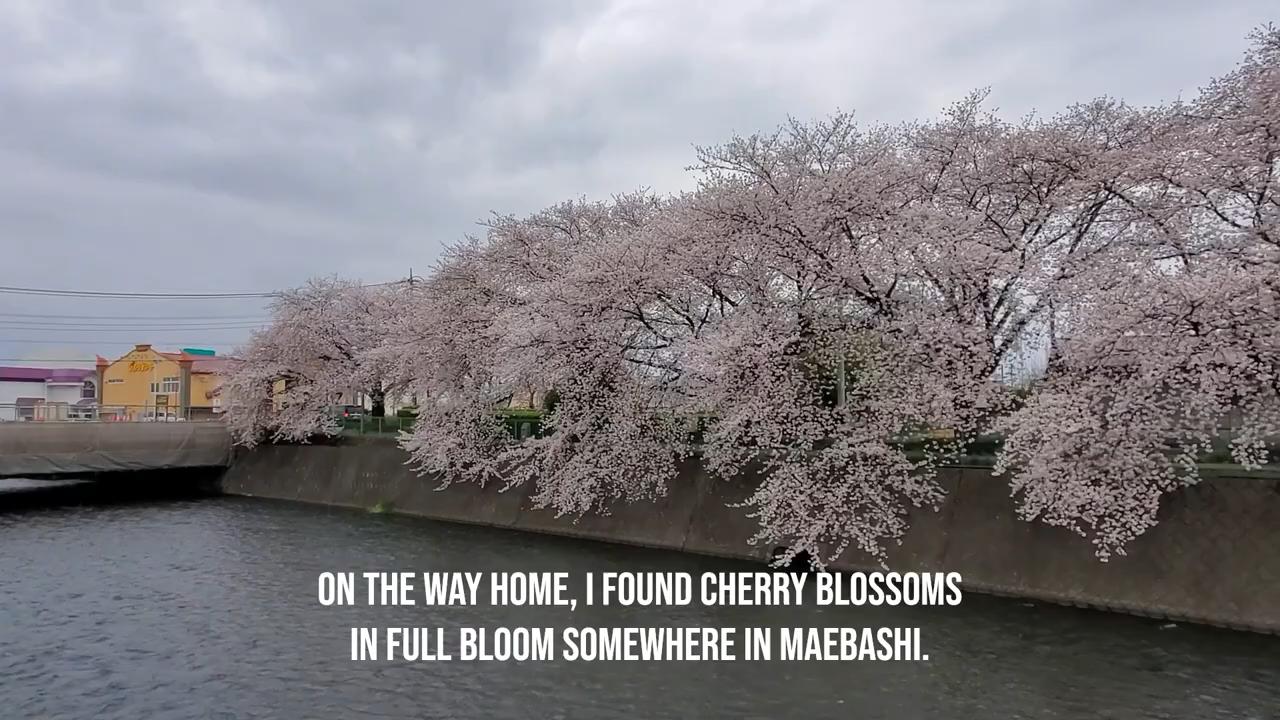 ON THE WAY HOME, I FOUND CHERRY BLOSSOMS
IN FULL BLOOM SOMEWHERE IN MAEBASHI.